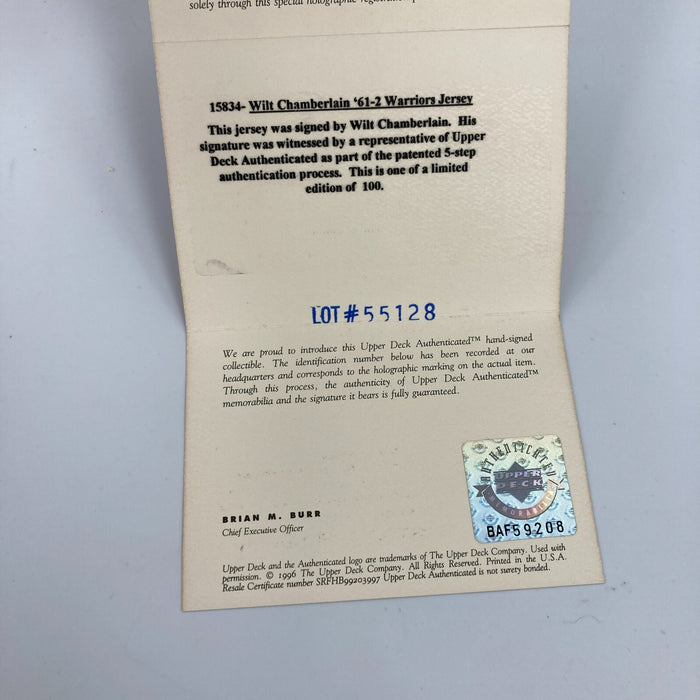 solely through this special holographic
15834- Wilt Chamberlain '61-2 Warriors Jersey
This jersey was signed by Wilt Chamberlain. His
signature was witnessed by a representative of Upper
Deck Authenticated as part of the patented 5-step
authentication process. This is one of a limited
edition of 100.
LOT # 55128
We are proud to introduce this Upper Deck Authenticated™ hand-signed
collectible. The identification number below has been recorded at our
headquarters and corresponds to the holographic marking on the actual item.
Through this process, the authenticity of Upper Deck Authenticated™
memorabilia and the signature it bears is fully guaranteed.
AUTHENTICATED
UPPER
DECK
MEMORABILIA
BAF59208
BRIAN M. BURR
Chief Executive Officer
Upper Deck and the Authenticated logo are trademarks of The Upper Deck Company. Used with
permission. © 1996 The Upper Deck Company. All Rights Reserved. Printed in the U.S.A.
Resale Certificate number SRFHB99203997 Upper Deck Authenticated is not surety bonded.